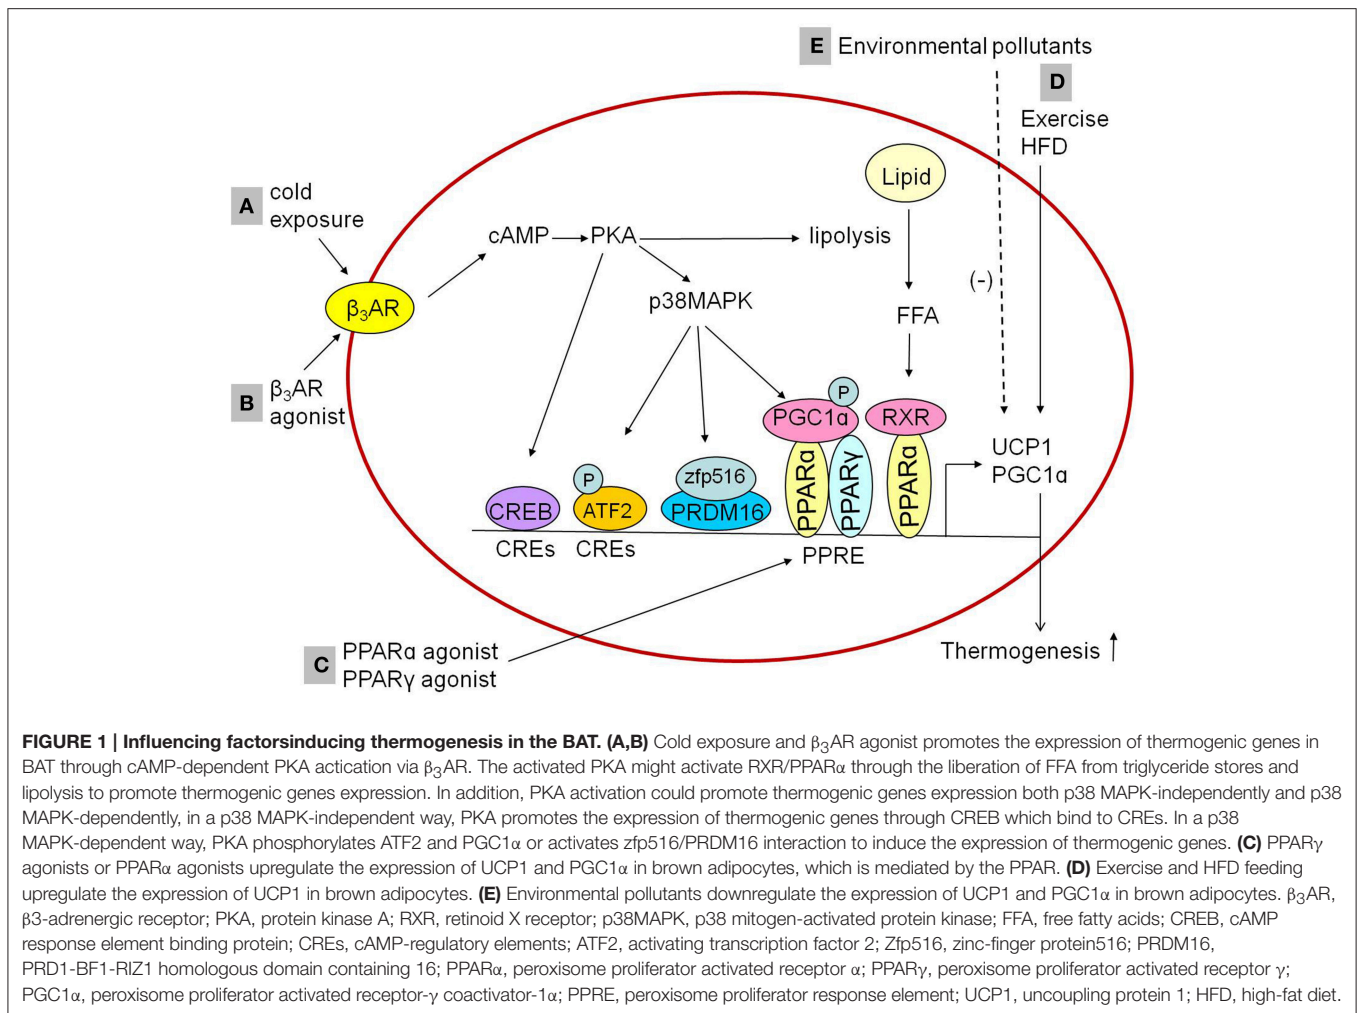 E Environmental pollutants
D
Exercise
HFD
Lipid
A cold
exposure
cAMP PKA lipolysis
(-)
p38MAPK
β3AR
FFA
B β3AR
agonist
P
PGC1α RXR
UCP1
PGC1α
PPARα PPARγ PPARα
P
zfp516
CREB ATF2 PRDM16
CREs CREs PPRE
C PPARα agonist
PPARγ agonist
Thermogenesis
FIGURE 1 | Influencing factorsinducing thermogenesis in the BAT. (A,B) Cold exposure and β3AR agonist promotes the expression of thermogenic genes in
BAT through cAMP-dependent PKA actication via β3AR. The activated PKA might activate RXR/PPARα through the liberation of FFA from triglyceride stores and
lipolysis to promote thermogenic genes expression. In addition, PKA activation could promote thermogenic genes expression both p38 MAPK-independently and p38
MAPK-dependently, in a p38 MAPK-independent way, PKA promotes the expression of thermogenic genes through CREB which bind to CREs. In a p38
MAPK-dependent way, PKA phosphorylates ATF2 and PGC1α or activates zfp516/PRDM16 interaction to induce the expression of thermogenic genes. (C) PPARγ
agonists or PPARα agonists upregulate the expression of UCP1 and PGC1α in brown adipocytes, which is mediated by the PPAR. (D) Exercise and HFD feeding
upregulate the expression of UCP1 in brown adipocytes. (E) Environmental pollutants downregulate the expression of UCP1 and PGC1α in brown adipocytes. β3AR,
β3-adrenergic receptor; PKA, protein kinase A; RXR, retinoid X receptor; p38MAPK, p38 mitogen-activated protein kinase; FFA, free fatty acids; CREB, cAMP
response element binding protein; CREs, cAMP-regulatory elements; ATF2, activating transcription factor 2; Zfp516, zinc-finger protein516; PRDM16,
PRD1-BF1-RIZ1 homologous domain containing 16; PPARα, peroxisome proliferator activated receptor α; PPARγ, peroxisome proliferator activated receptor γ;
PGC1α, peroxisome proliferator activated receptor-γ coactivator-1α; PPRE, peroxisome proliferator response element; UCP1, uncoupling protein 1; HFD, high-fat diet.